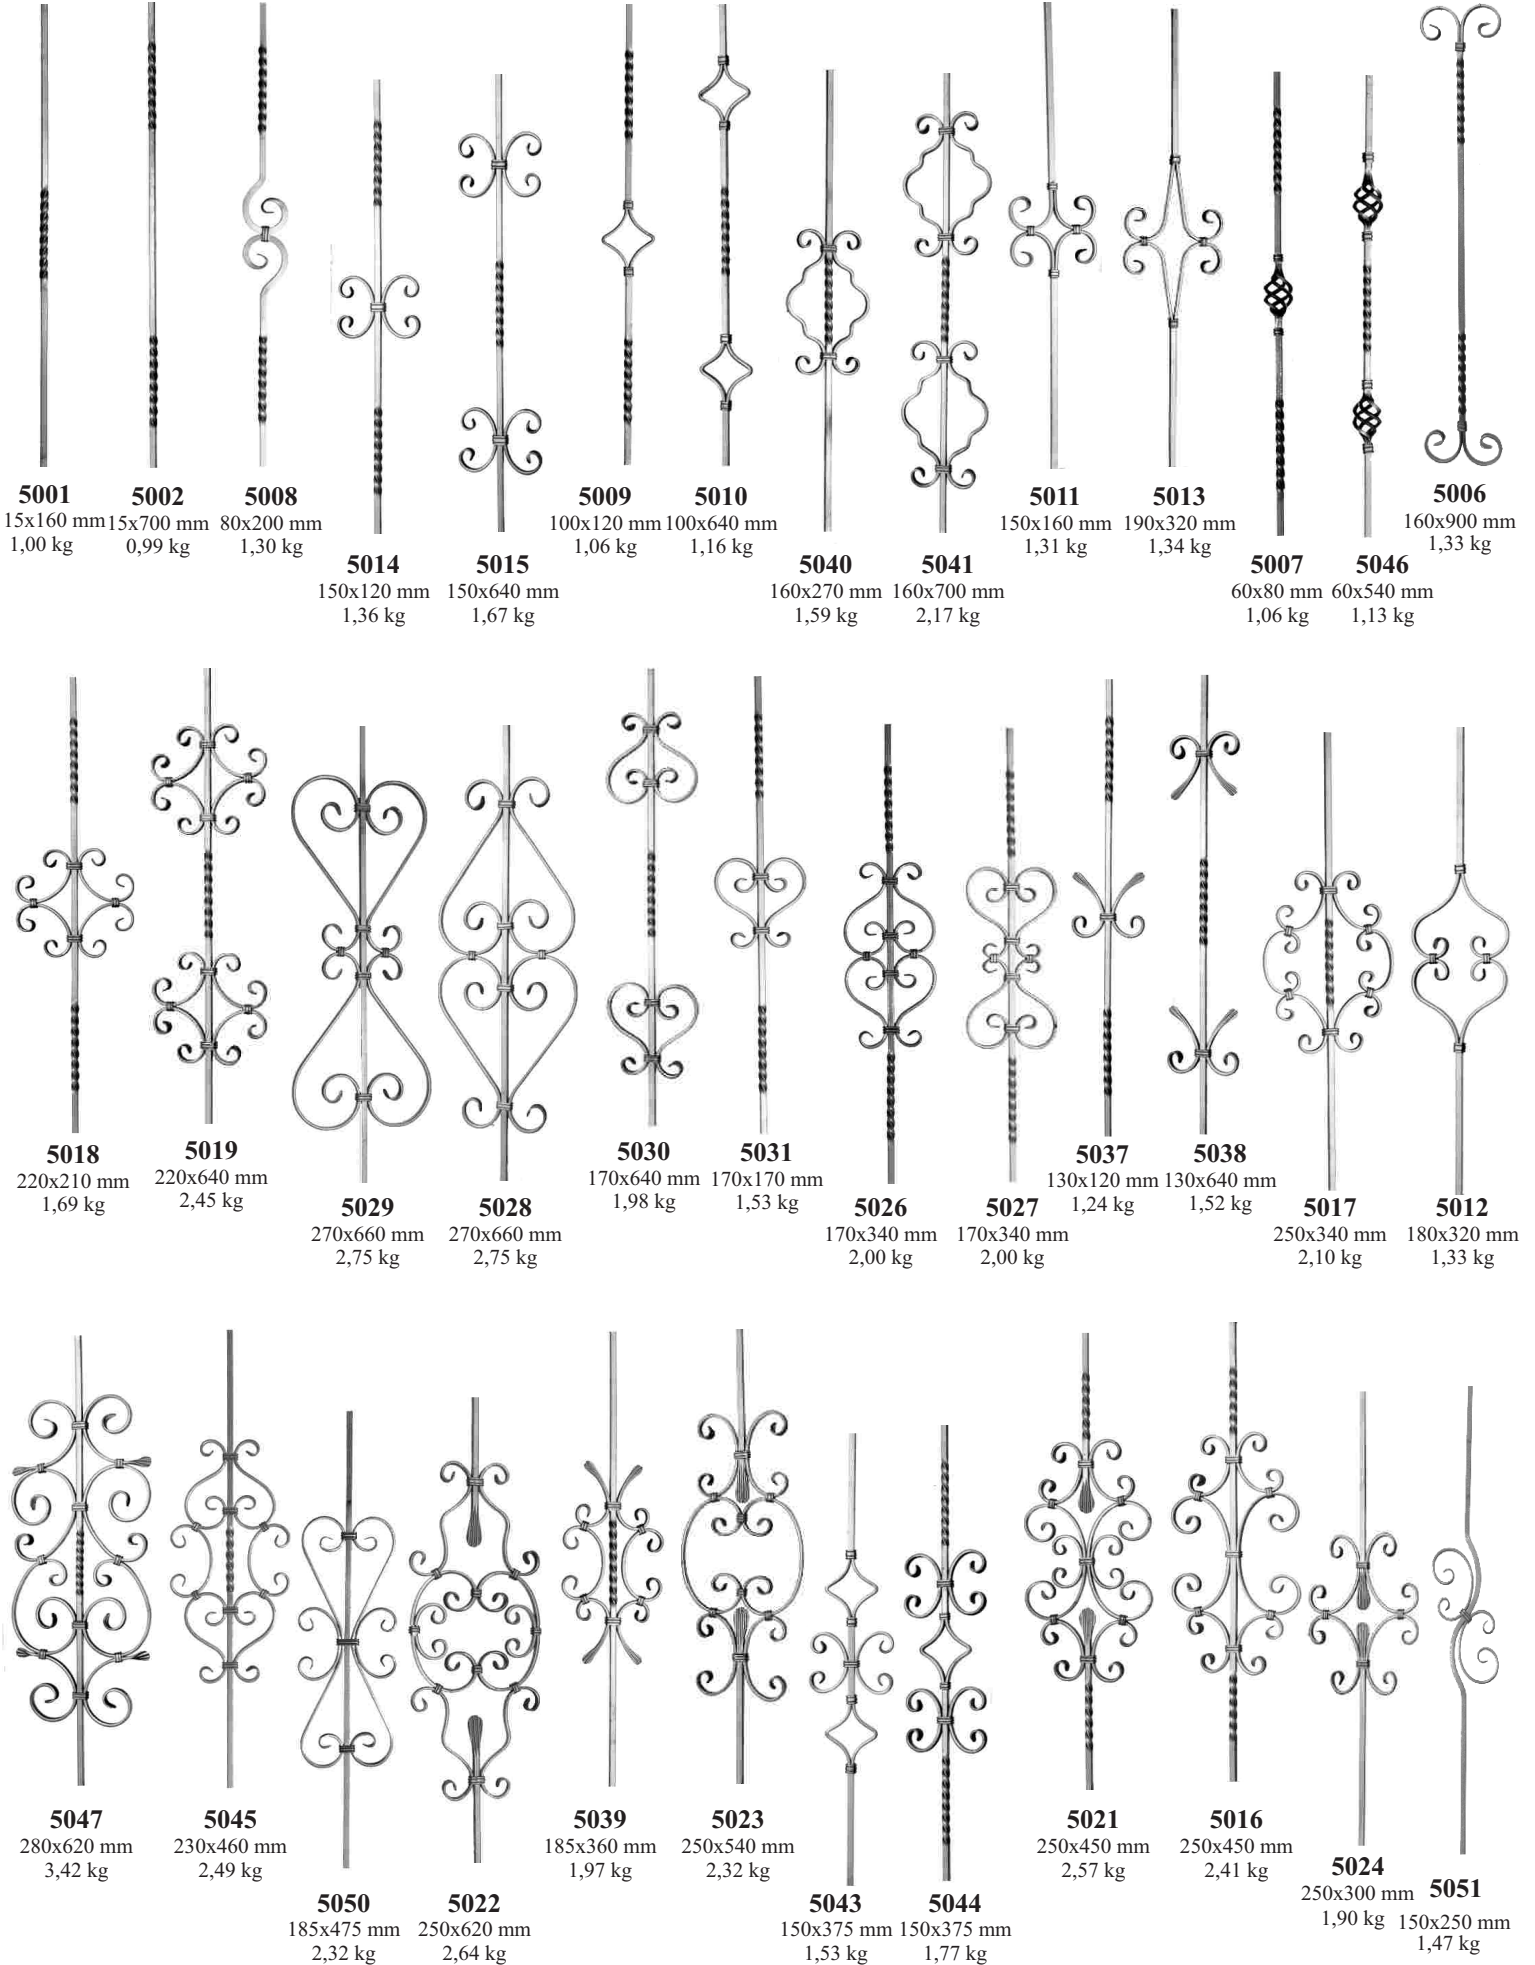 5001
15x160 mm
1,00 kg
5002
15x700 mm
0,99 kg
5008
80x200 mm
1,30 kg
5014
150x120 mm
1,36 kg
5015
150x640 mm
1,67 kg
5009
100x120 mm
1,06 kg
5010
100x640 mm
1,16 kg
5040
160x270 mm
1,59 kg
5041
160x700 mm
2,17 kg
5011
150x160 mm
1,31 kg
5013
190x320 mm
1,34 kg
5007
60x80 mm
1,06 kg
5046
60x540 mm
1,13 kg
5006
160x900 mm
1,33 kg
5018
220x210 mm
1,69 kg
5019
220x640 mm
2,45 kg
5029
270x660 mm
2,75 kg
5028
270x660 mm
2,75 kg
5030
170x640 mm
1,98 kg
5031
170x170 mm
1,53 kg
5026
170x340 mm
2,00 kg
5027
170x340 mm
2,00 kg
5037
130x120 mm
1,24 kg
5038
130x640 mm
1,52 kg
5017
250x340 mm
2,10 kg
5012
180x320 mm
1,33 kg
5047
280x620 mm
3,42 kg
5045
230x460 mm
2,49 kg
5050
185x475 mm
2,32 kg
5022
250x620 mm
2,64 kg
5039
185x360 mm
1,97 kg
5023
250x540 mm
2,32 kg
5043
150x375 mm
1,53 kg
5044
150x375 mm
1,77 kg
5021
250x450 mm
2,57 kg
5016
250x450 mm
2,41 kg
5024
250x300 mm
1,90 kg
5051
150x250 mm
1,47 kg